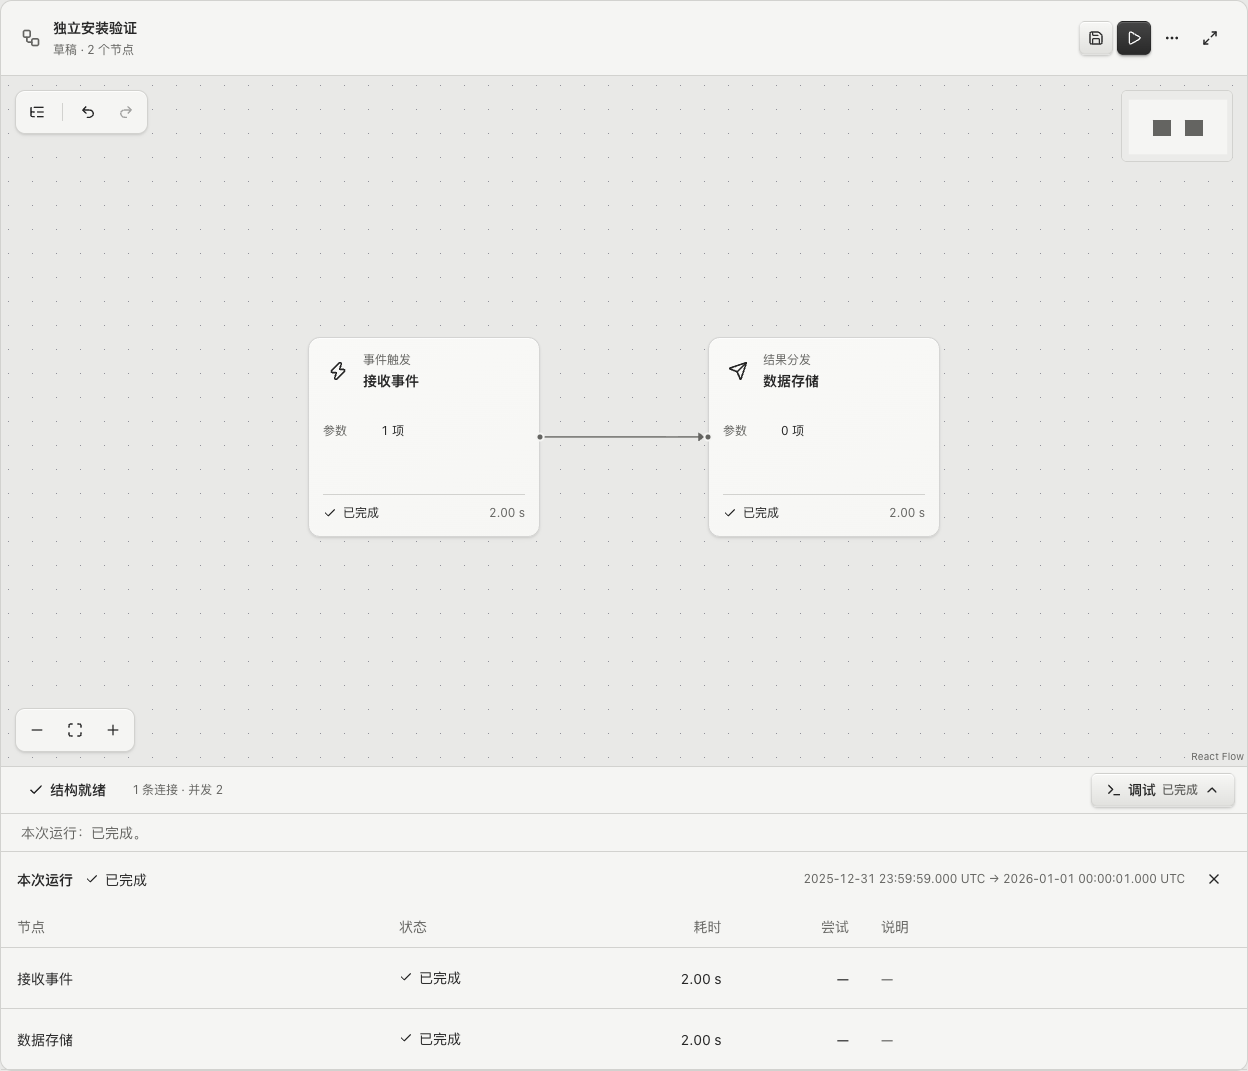 独立安装验证
草稿 · 2 个节点
事件触发
接收事件
参数 1 项
已完成 2.00 s
结果分发
数据存储
参数 0 项
已完成 2.00 s
React Flow
结构就绪 1 条连接 · 并发 2 调试 已完成
本次运行：已完成。
本次运行 已完成 2025-12-31 23:59:59.000 UTC → 2026-01-01 00:00:01.000 UTC
节点 状态 耗时 尝试 说明
接收事件 已完成 2.00 s — —
数据存储 已完成 2.00 s — —